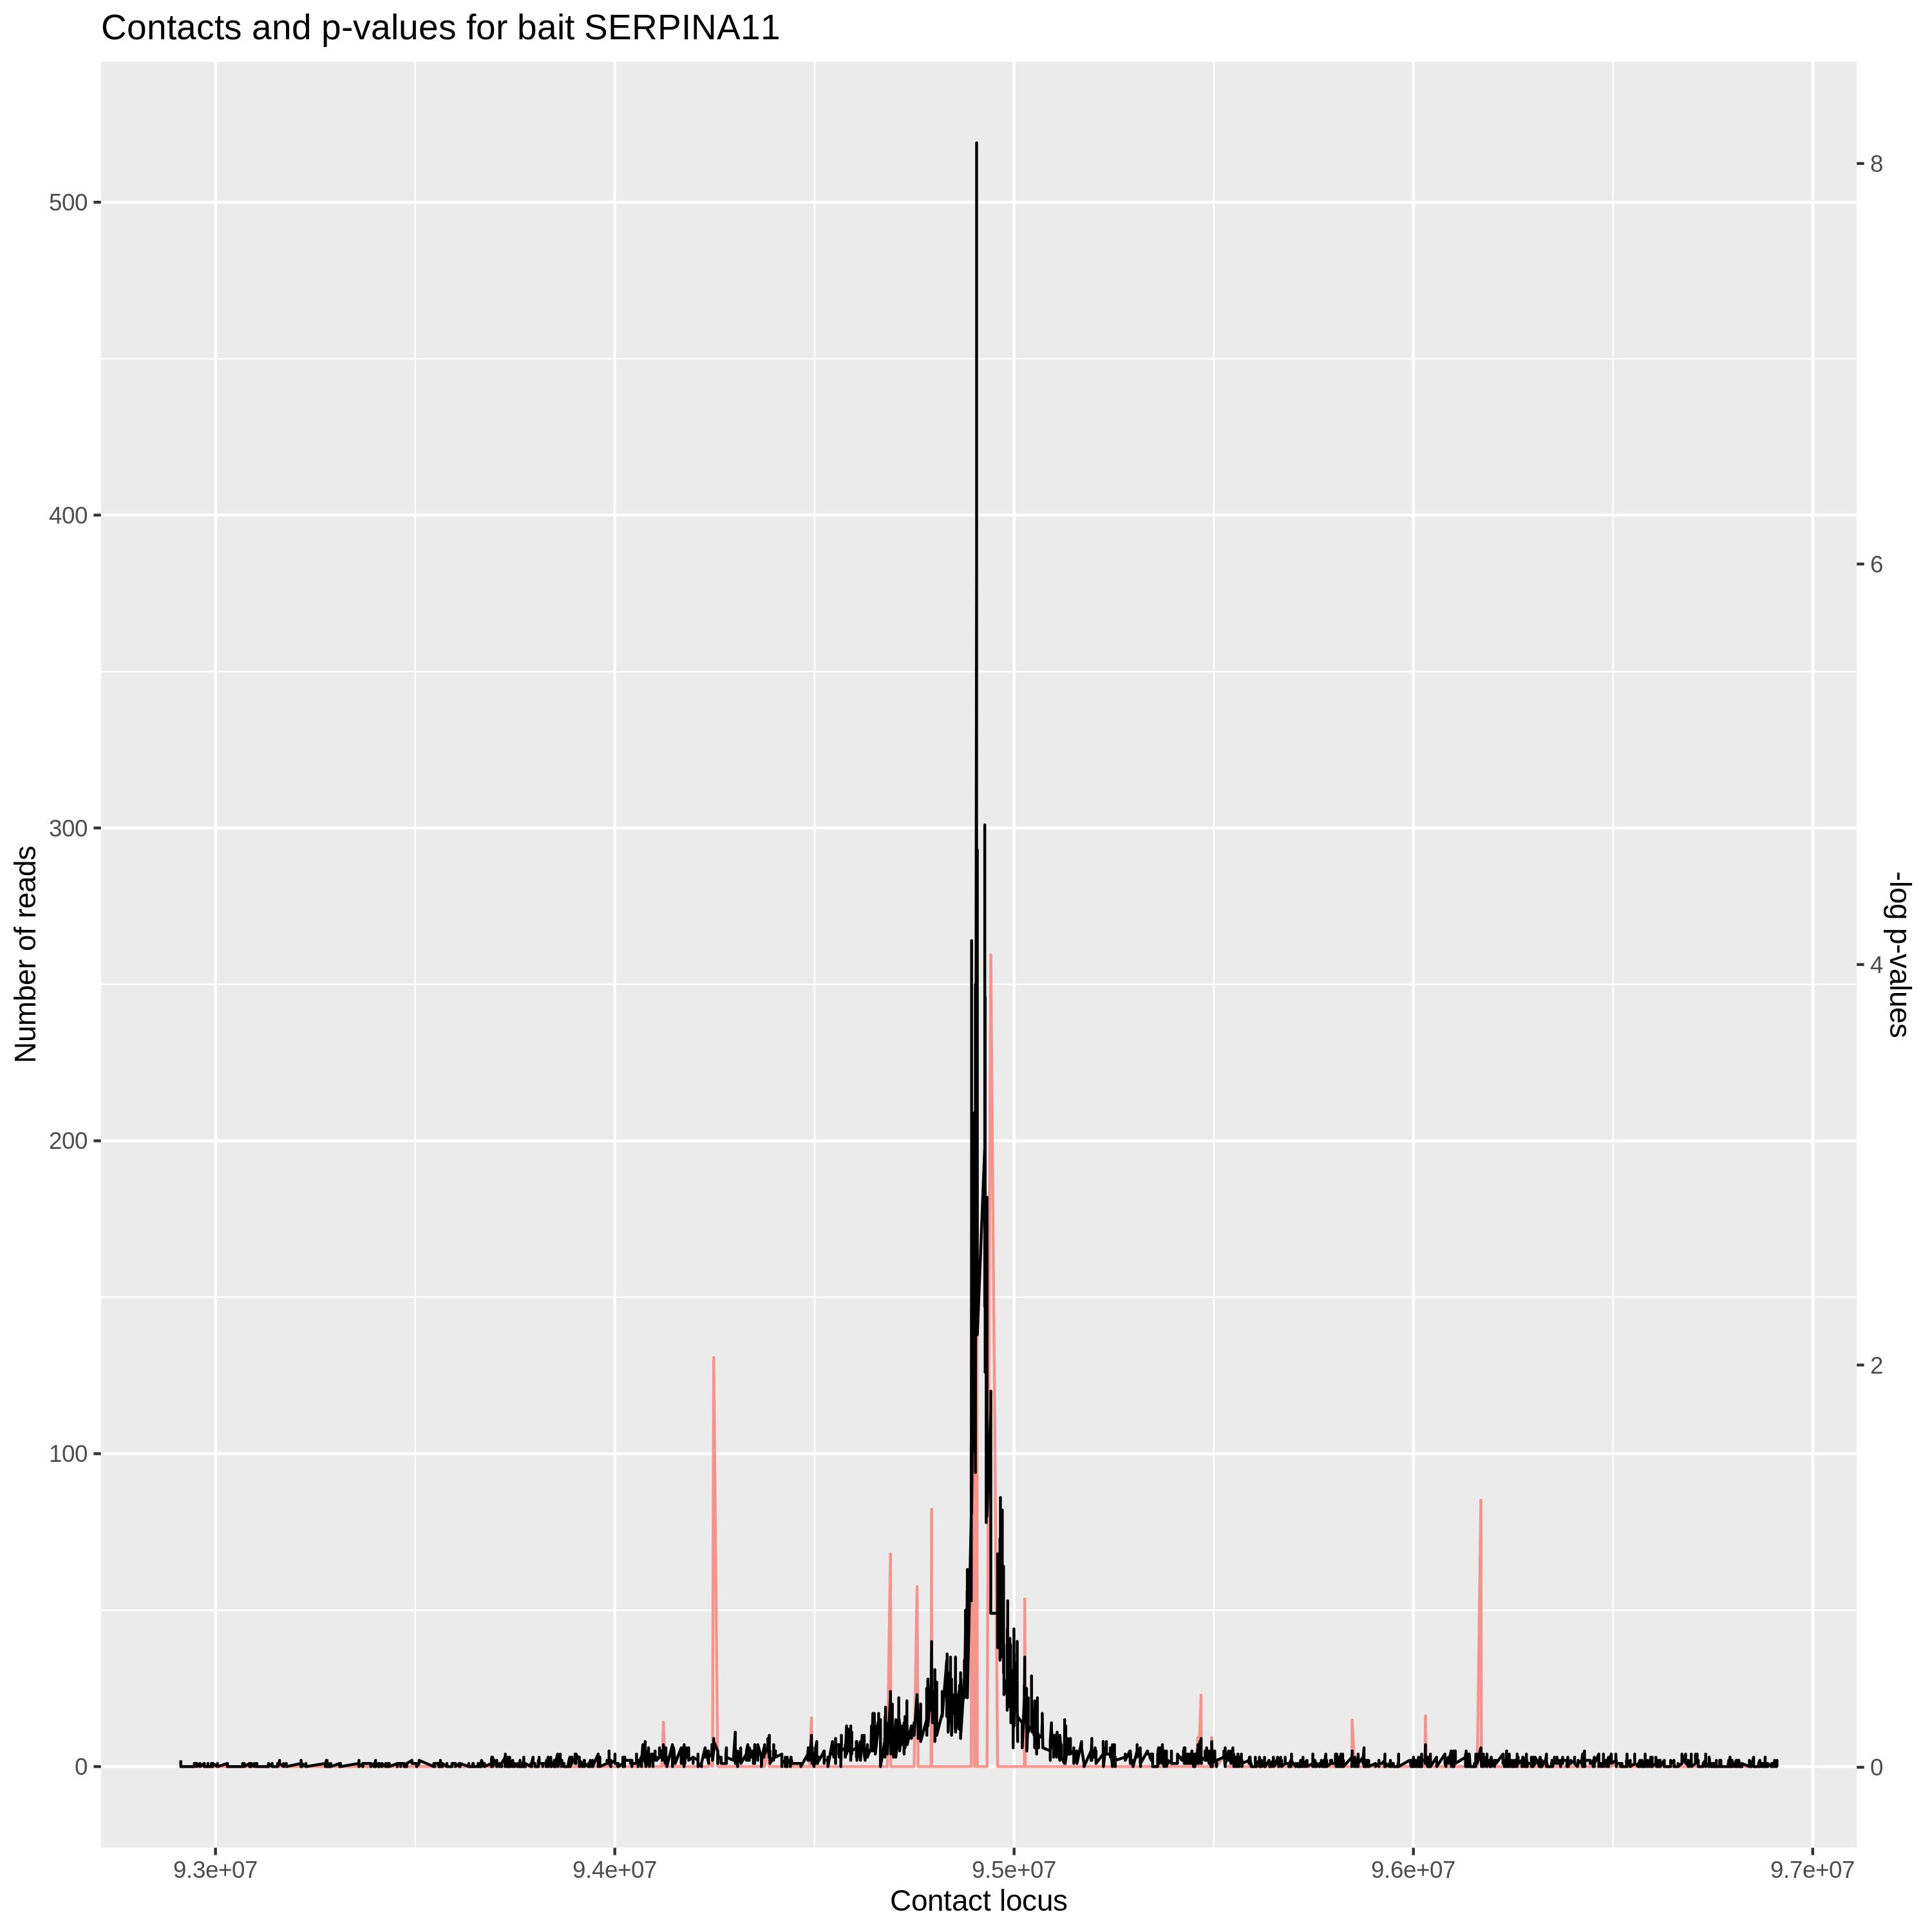 Contacts and p-values for bait SERPINA11
Number of reads
500
400
300
200
100
0
8
6
4
2
0
-log p-values
9.3e+07
9.4e+07
9.5e+07
9.6e+07
9.7e+07
Contact locus